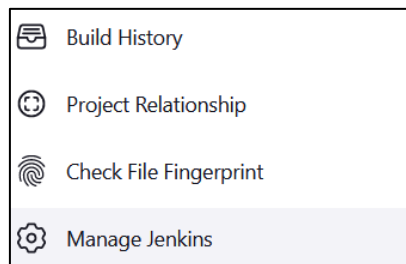 Build History
Project Relationship
Check File Fingerprint
Manage Jenkins